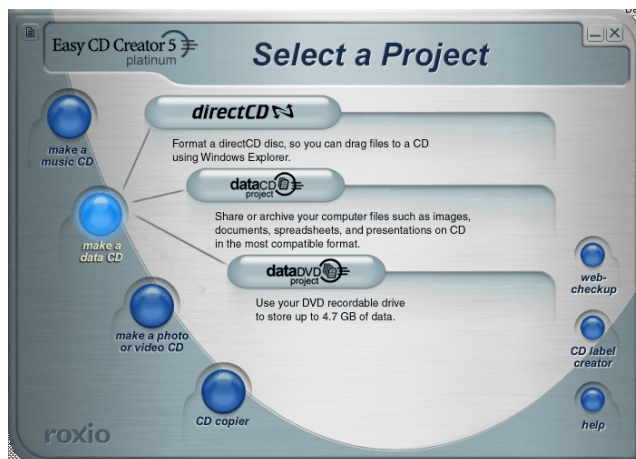 Easy CD Creator 5
platinum
Select a Project
make a
music CD
directCD
Format a directCD disc, so you can drag files to a CD
using Windows Explorer.
make a
data CD
dataCD
project
Share or archive your computer files such as images,
documents, spreadsheets, and presentations on CD
in the most compatible format.
dataDVD
project
Use your DVD recordable drive
to store up to 4.7 GB of data.
make a photo
or video CD
CD copier
web-
checkup
CD label
creator
help
roxio